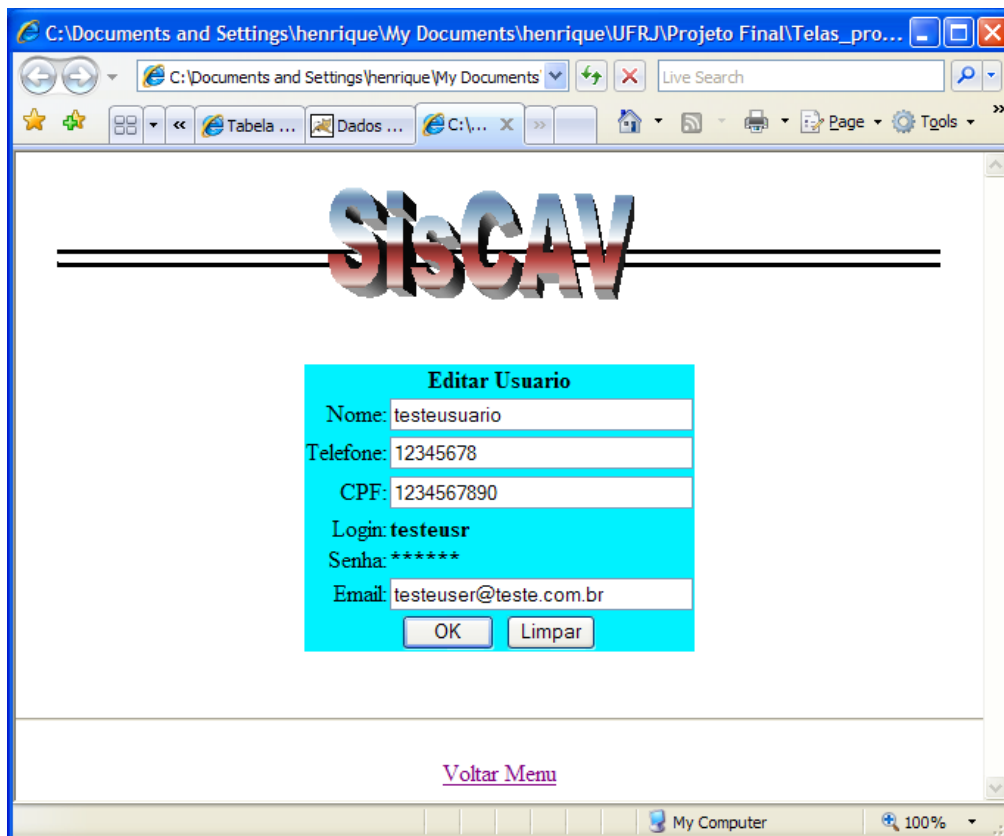 C:\Documents and Settings\henrique\My Documents\henrique\UFRJ\Projeto Final\Telas_pro...
C:\Documents and Settings\henrique\My Documents
Live Search
Tabela ... Dados ... C:\... X Page Tools
SisCAV
Editar Usuario
Nome: testeusuario
Telefone: 12345678
CPF: 1234567890
Login: testeusr
Senha: ******
Email: testeuser@teste.com.br
OK Limpar
Voltar Menu
My Computer 100%